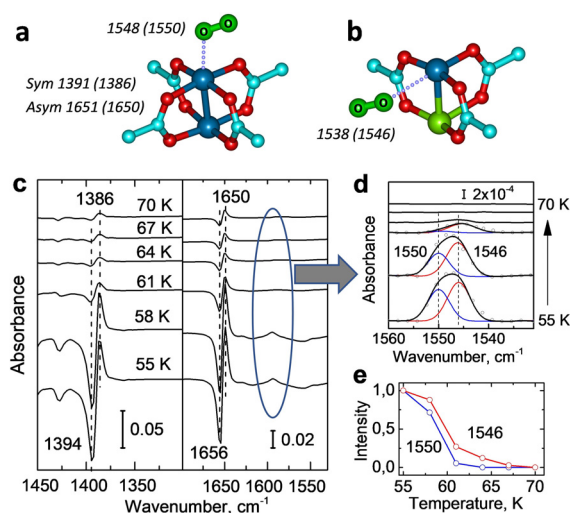 a
1548 (1550)
O O
Sym 1391 (1386)
Asym 1651 (1650)
b
O O
1538 (1546)
c
1386
1650
70 K
67 K
64 K
61 K
58 K
55 K
1394
0.05
1656
0.02
Absorbance
1450 1400 1350 1300 1650 1600 1550
Wavenumber, cm-1
d
2x10-4
70 K
1550
1546
55 K
Absorbance
1560 1550 1540
Wavenumber, cm-1
e
1,0
0,5
0,0
Intensity
1550
1546
55 60 65 70
Temperature, K